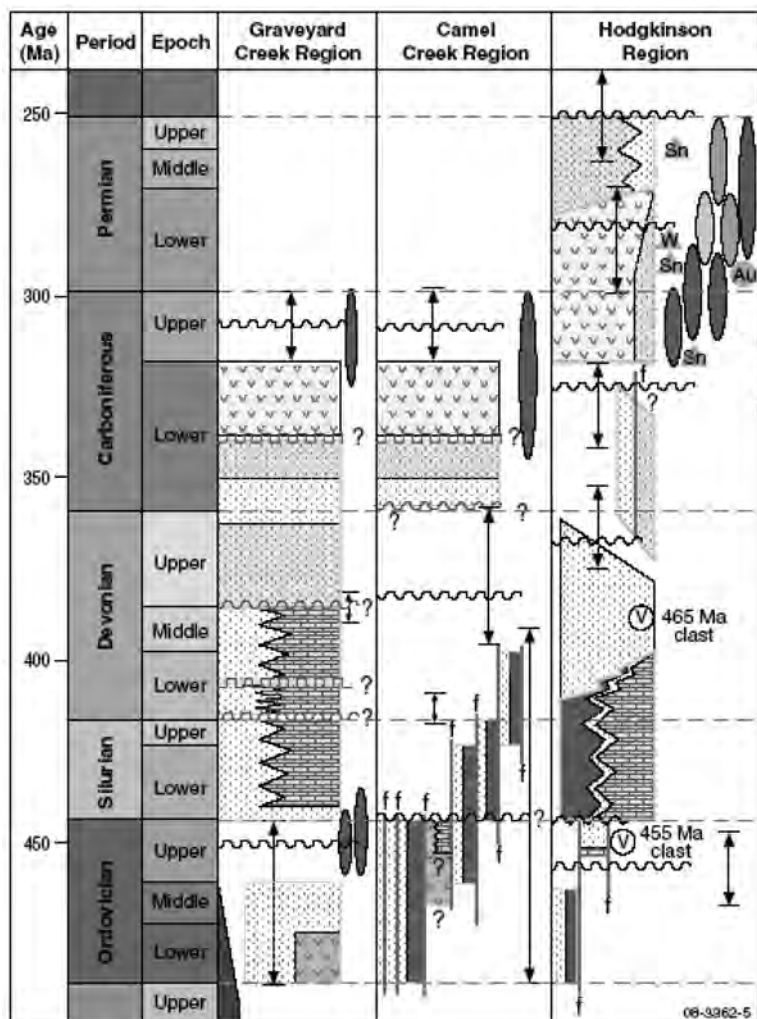 Age (Ma)
Period
Epoch
Graveyard Creek Region
Camel Creek Region
Hodgkinson Region
250
Upper
Sn
Middle
Permian
Lower
W
Sn
Au
300
Upper
Sn
Carboniferous
f
?
Lower
? ?
350
? ?
Upper
Devonian
?
Middle
V 465 Ma clast
400
Lower
?
?
f
f
Upper
f
Silurian
Lower
f f f
?
f
450
Upper
V 455 Ma clast
?
f
Middle
?
Ordovician
Lower
Upper
f
08-3362-5